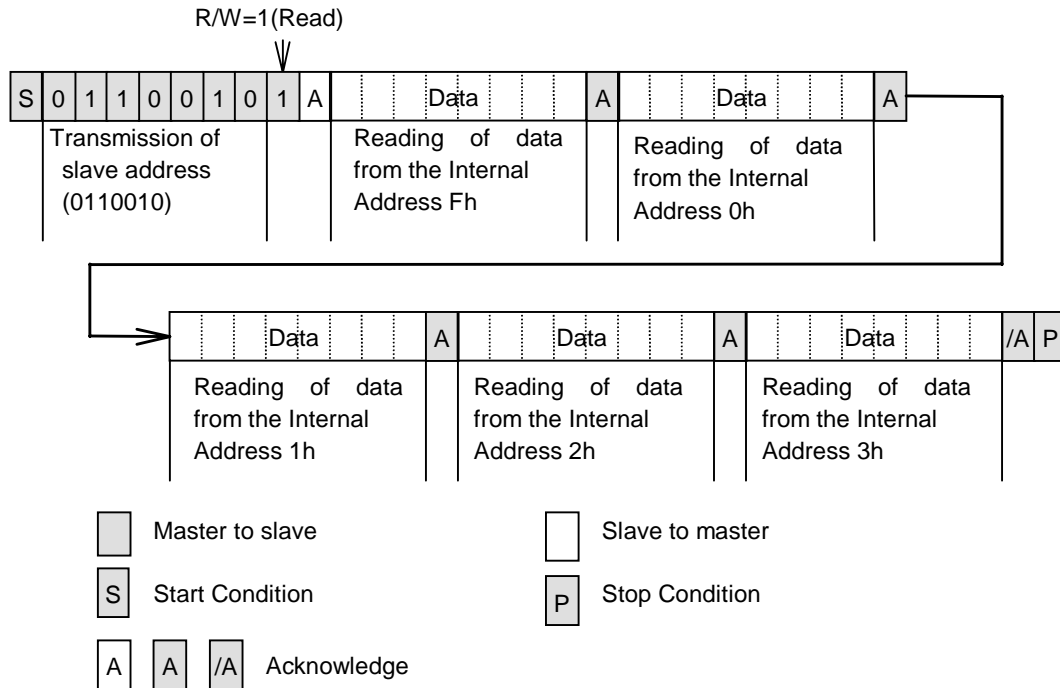 R/W=1(Read)
S 0 1 1 0 0 1 0 1 A Data A Data A
Transmission of
slave address
(0110010)
Reading of data
from the Internal
Address Fh
Reading of data
from the Internal
Address 0h
Data A Data A Data /A P
Reading of data
from the Internal
Address 1h
Reading of data
from the Internal
Address 2h
Reading of data
from the Internal
Address 3h
Master to slave
Slave to master
S Start Condition
P Stop Condition
A A /A Acknowledge